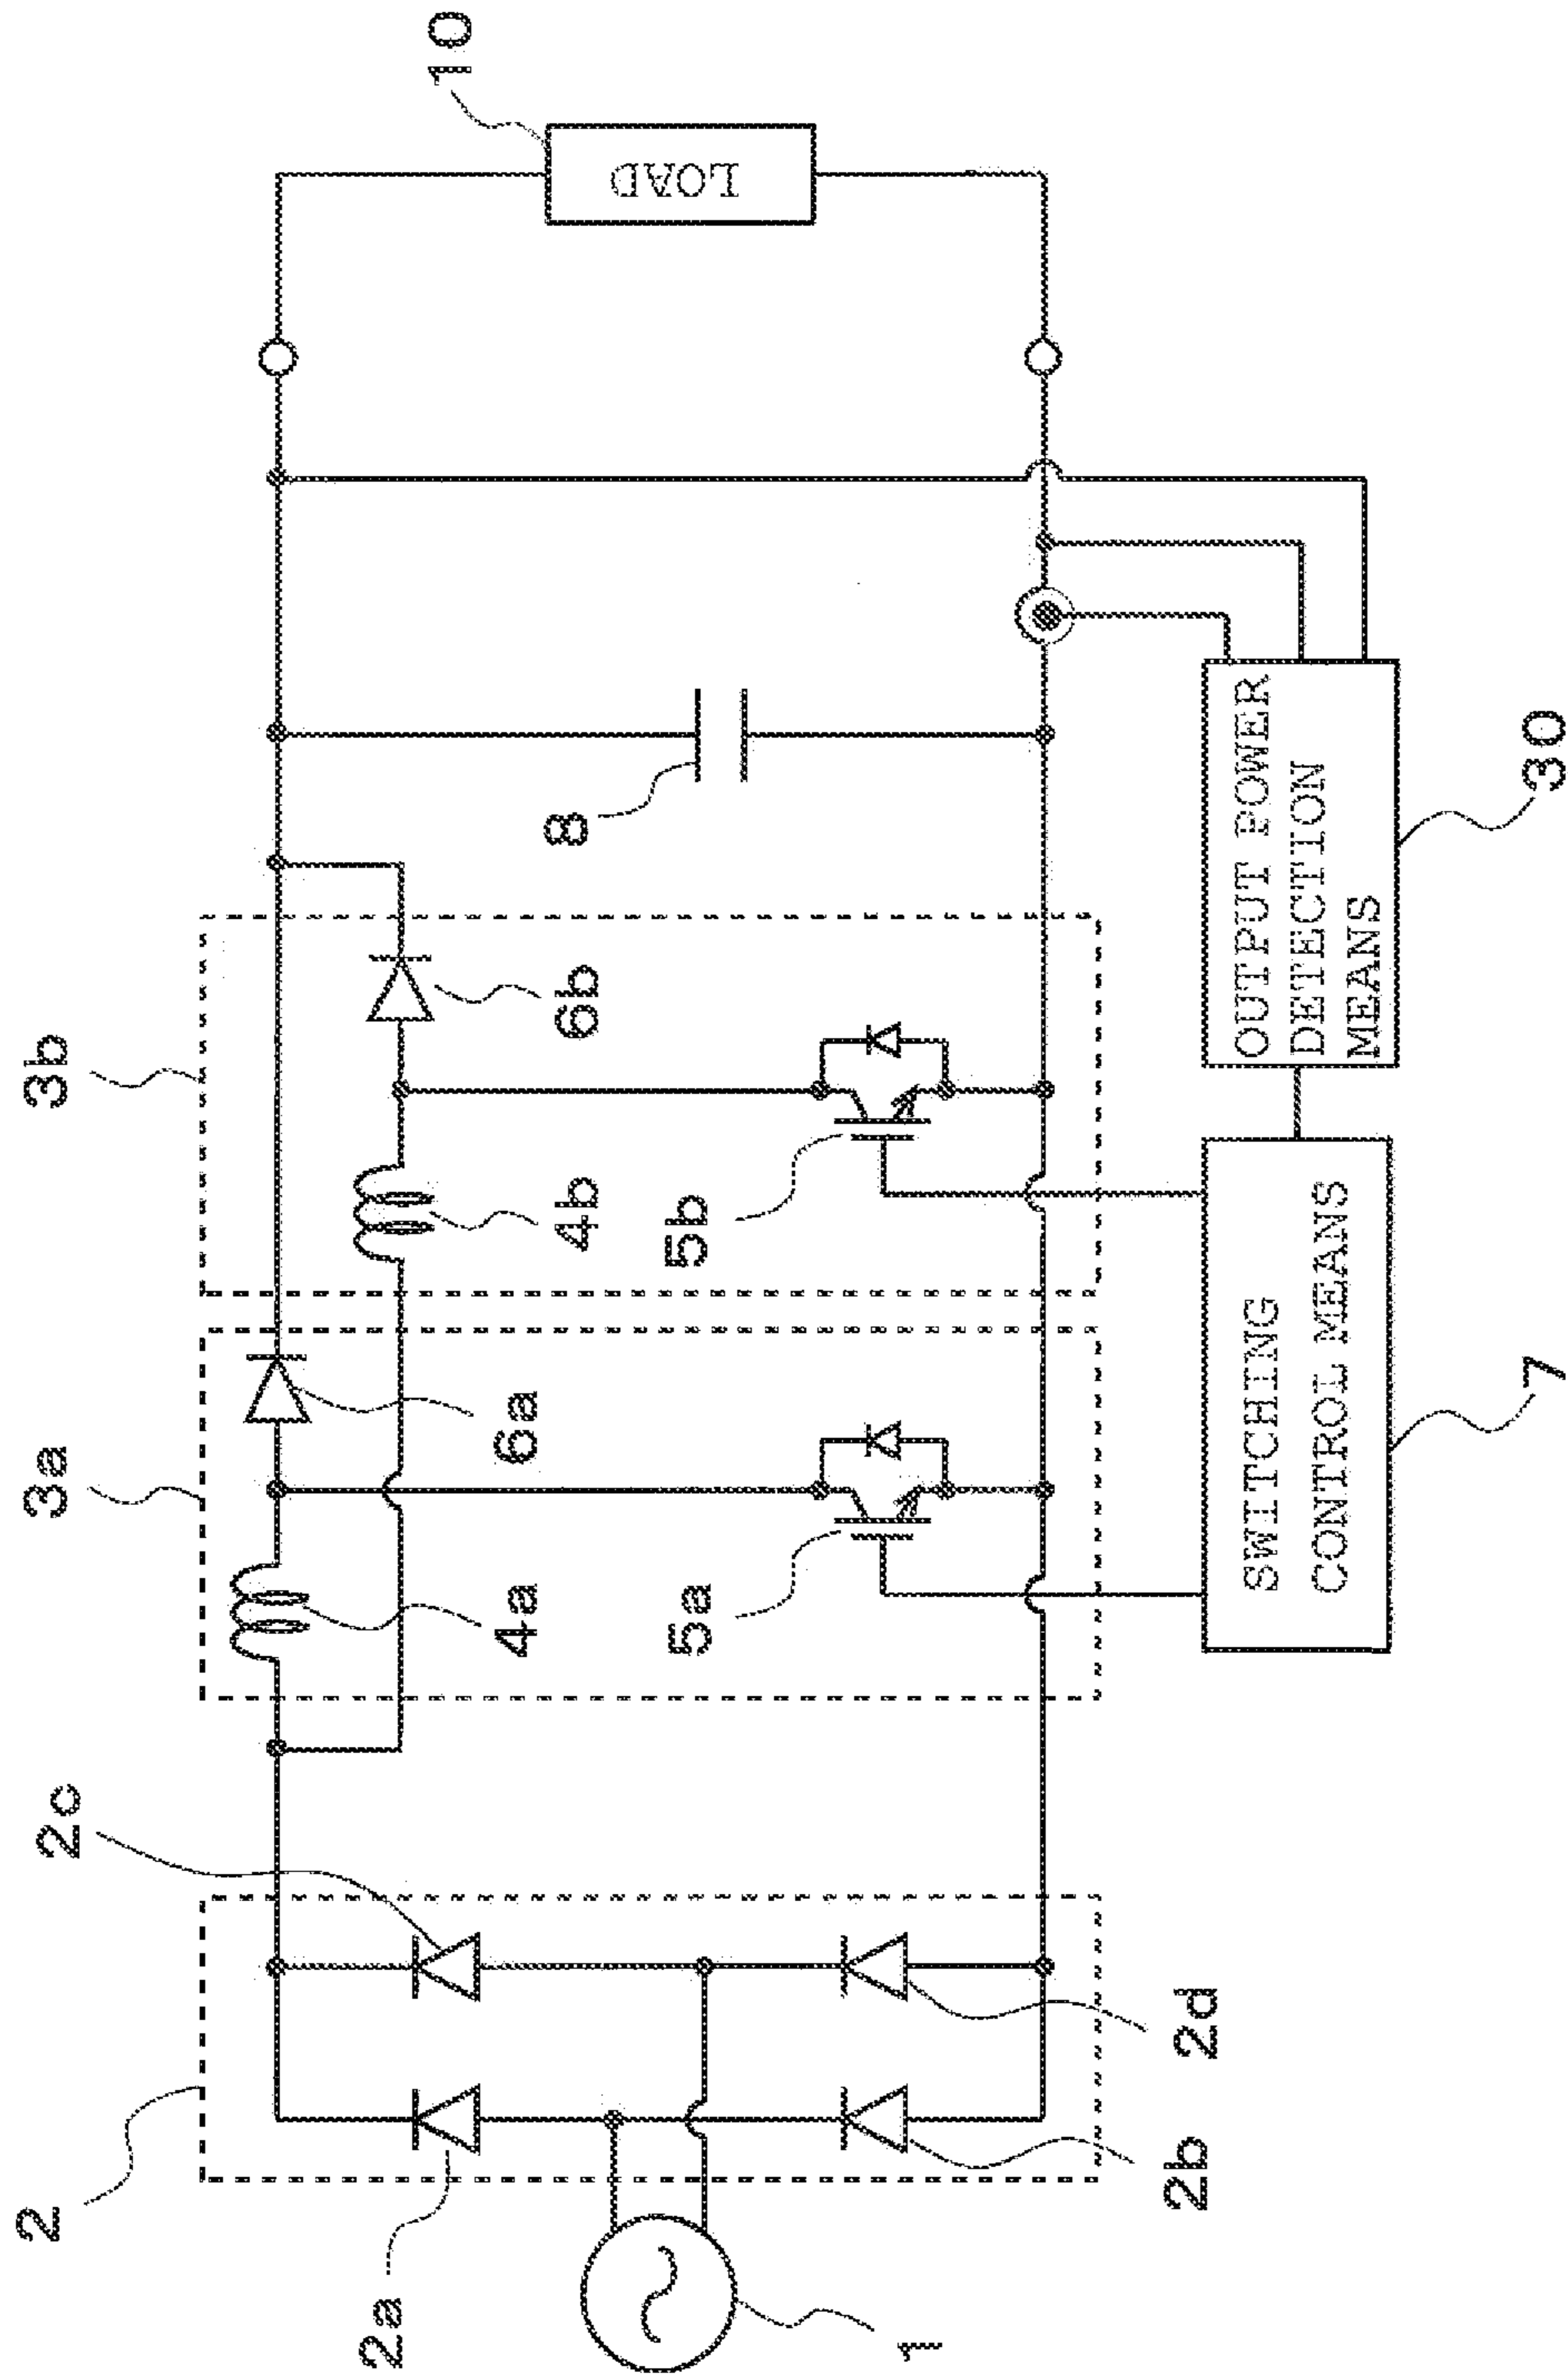 3a
3b
2
2c
4a
6a
4b
6b
8
10
LOAD
2a
5a
5b
1
2b
2d
SWITCHING
CONTROL MEANS
OUTPUT POWER
DETECTION
MEANS
7
30